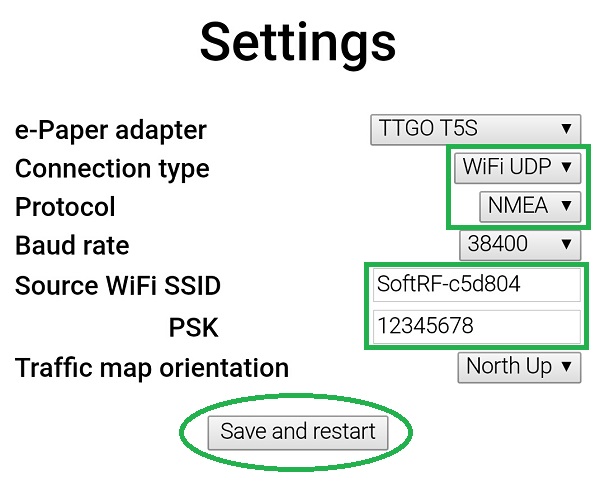 Settings
e-Paper adapter TTGO T5S ▼
Connection type WiFi UDP ▼
Protocol NMEA ▼
Baud rate 38400 ▼
Source WiFi SSID SoftRF-c5d804
PSK 12345678
Traffic map orientation North Up ▼
Save and restart